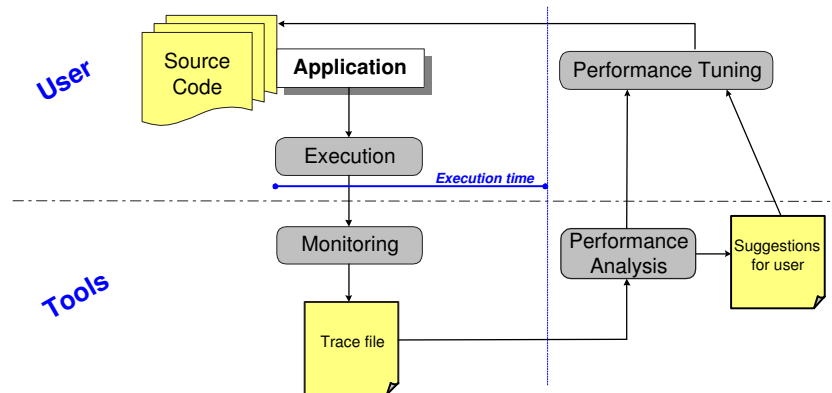 User
Source
Code
Application
Performance Tuning
Execution
Execution time
Tools
Monitoring
Performance
Analysis
Suggestions
for user
Trace file